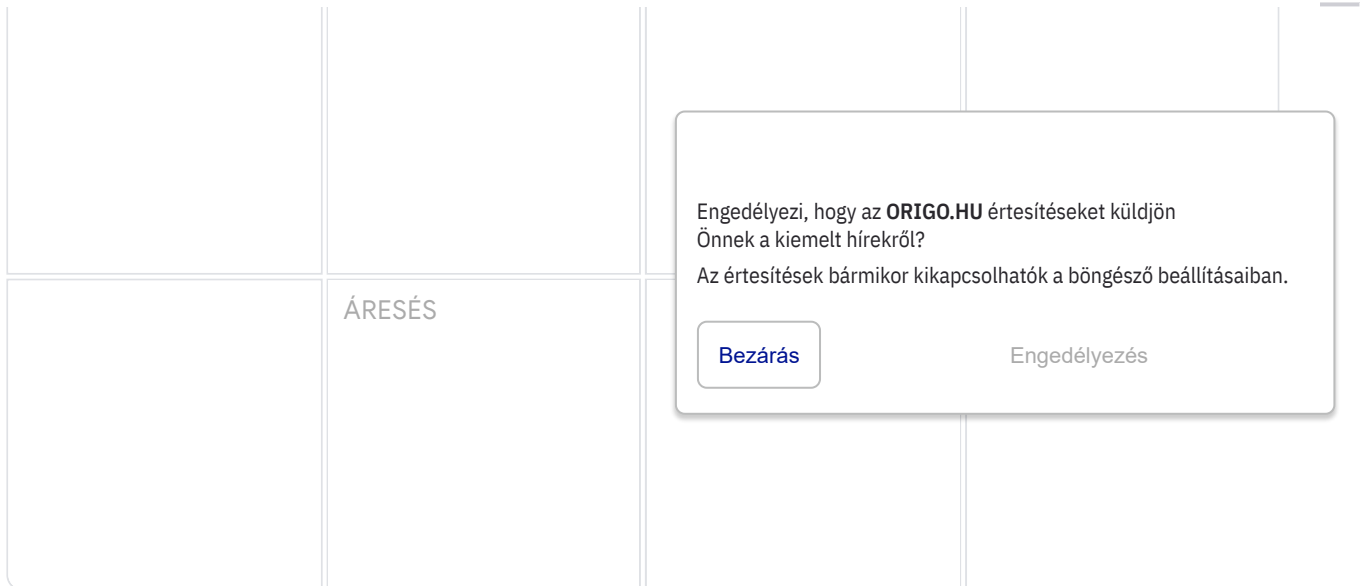 Engedélyezi, hogy az ORIGO.HU értesítéseket küldjön
Önnek a kiemelt hírekről?
Az értesítések bármikor kikapcsolhatók a böngésző beállításaiban.
ÁRESÉS
Bezárás
Engedélyezés